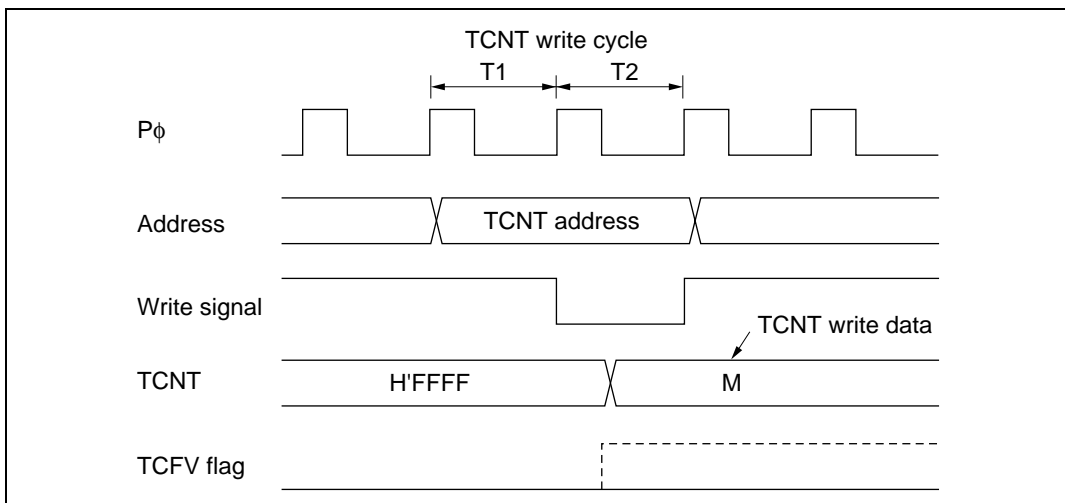 TCNT write cycle
T1 T2
Pφ
Address
TCNT address
Write signal
TCNT write data
TCNT
H'FFFF
M
TCFV flag